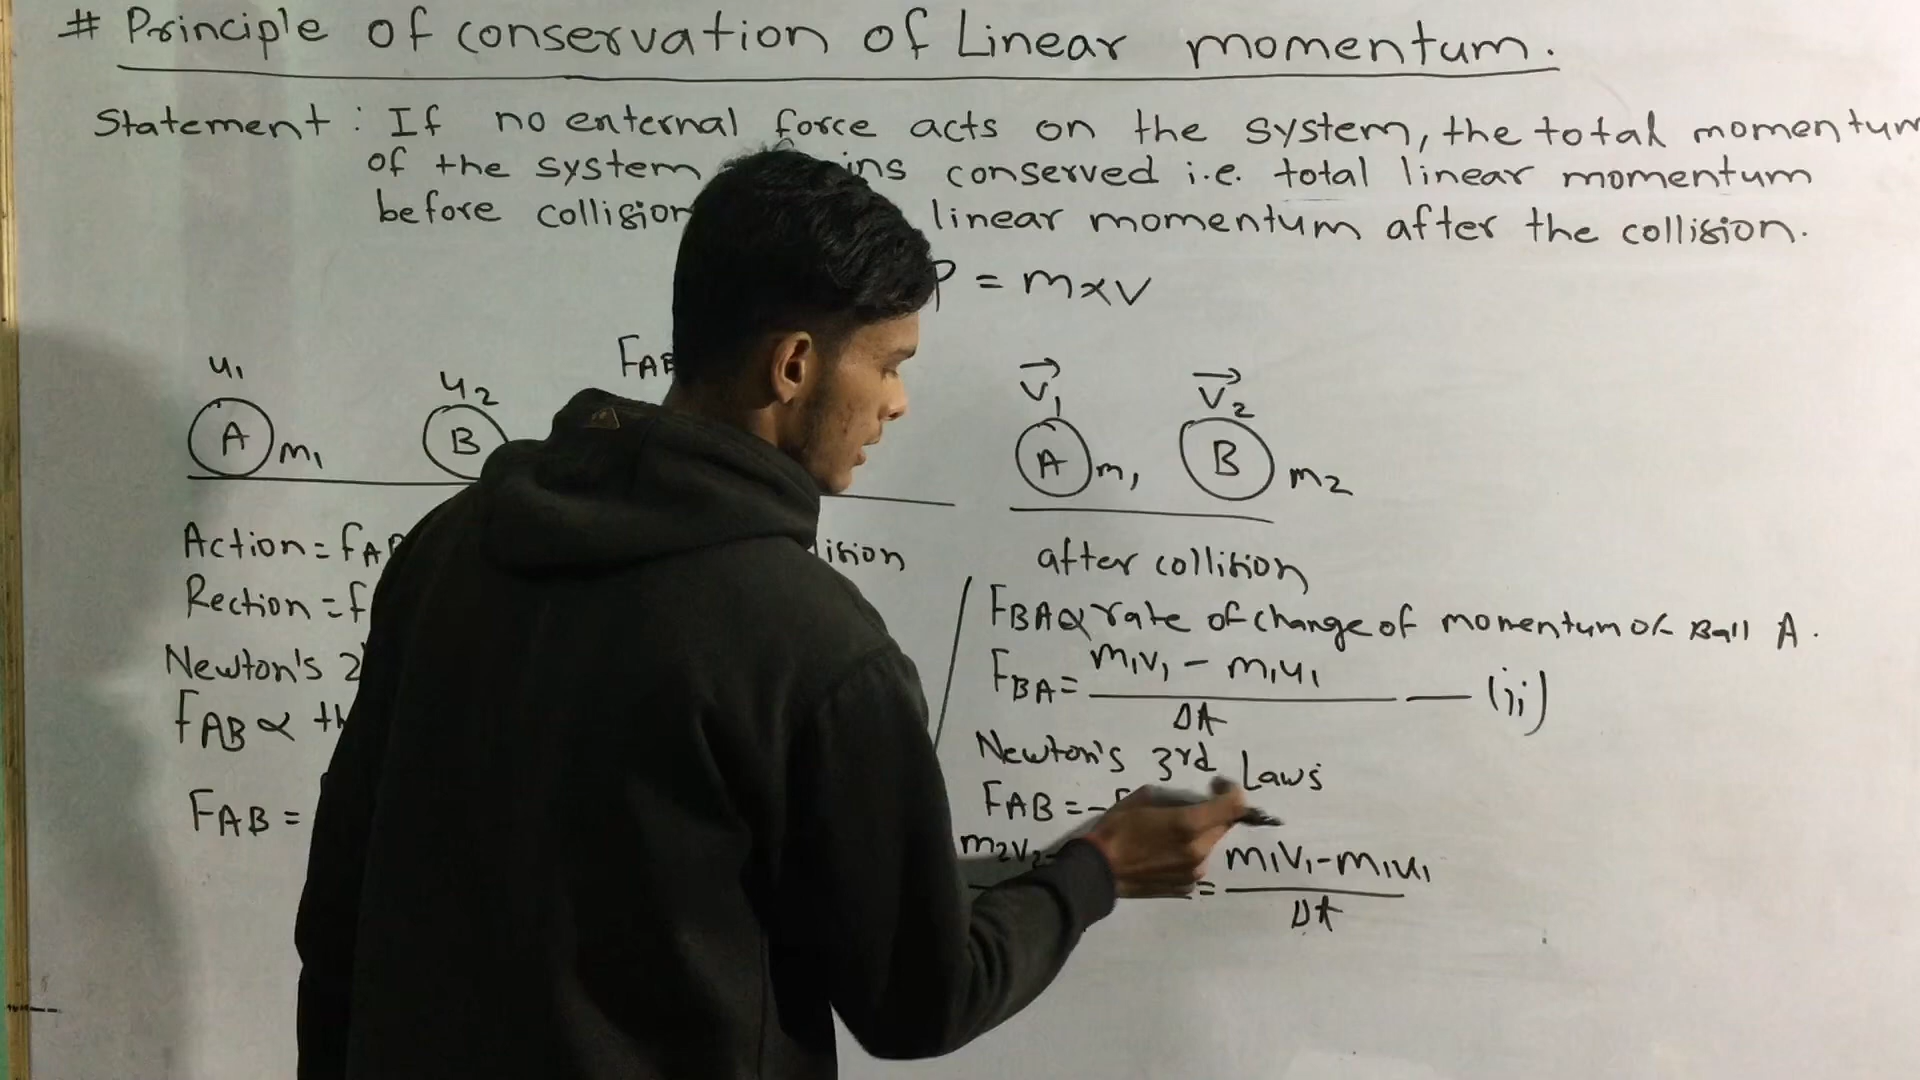 # Principle of conservation of Linear momentum.
Statement : If no enternal force acts on the system, the total momentum
of the system conserved i.e. total linear momentum
before collision linear momentum after the collision.
P = m×v
u1
u2
A m1
B
V1
V2
A m1
B m2
Action = fAB
after collision
Rection = f
FBA ∝ rate of change of momentum of Ball A.
Newton's 2
FBA = m1v1 - m1u1 / Δt — (ii)
fAB ∝ th
Newton's 3rd Laws
FAB =
FAB = -
m2v2- = m1v1-m1u1 / Δt